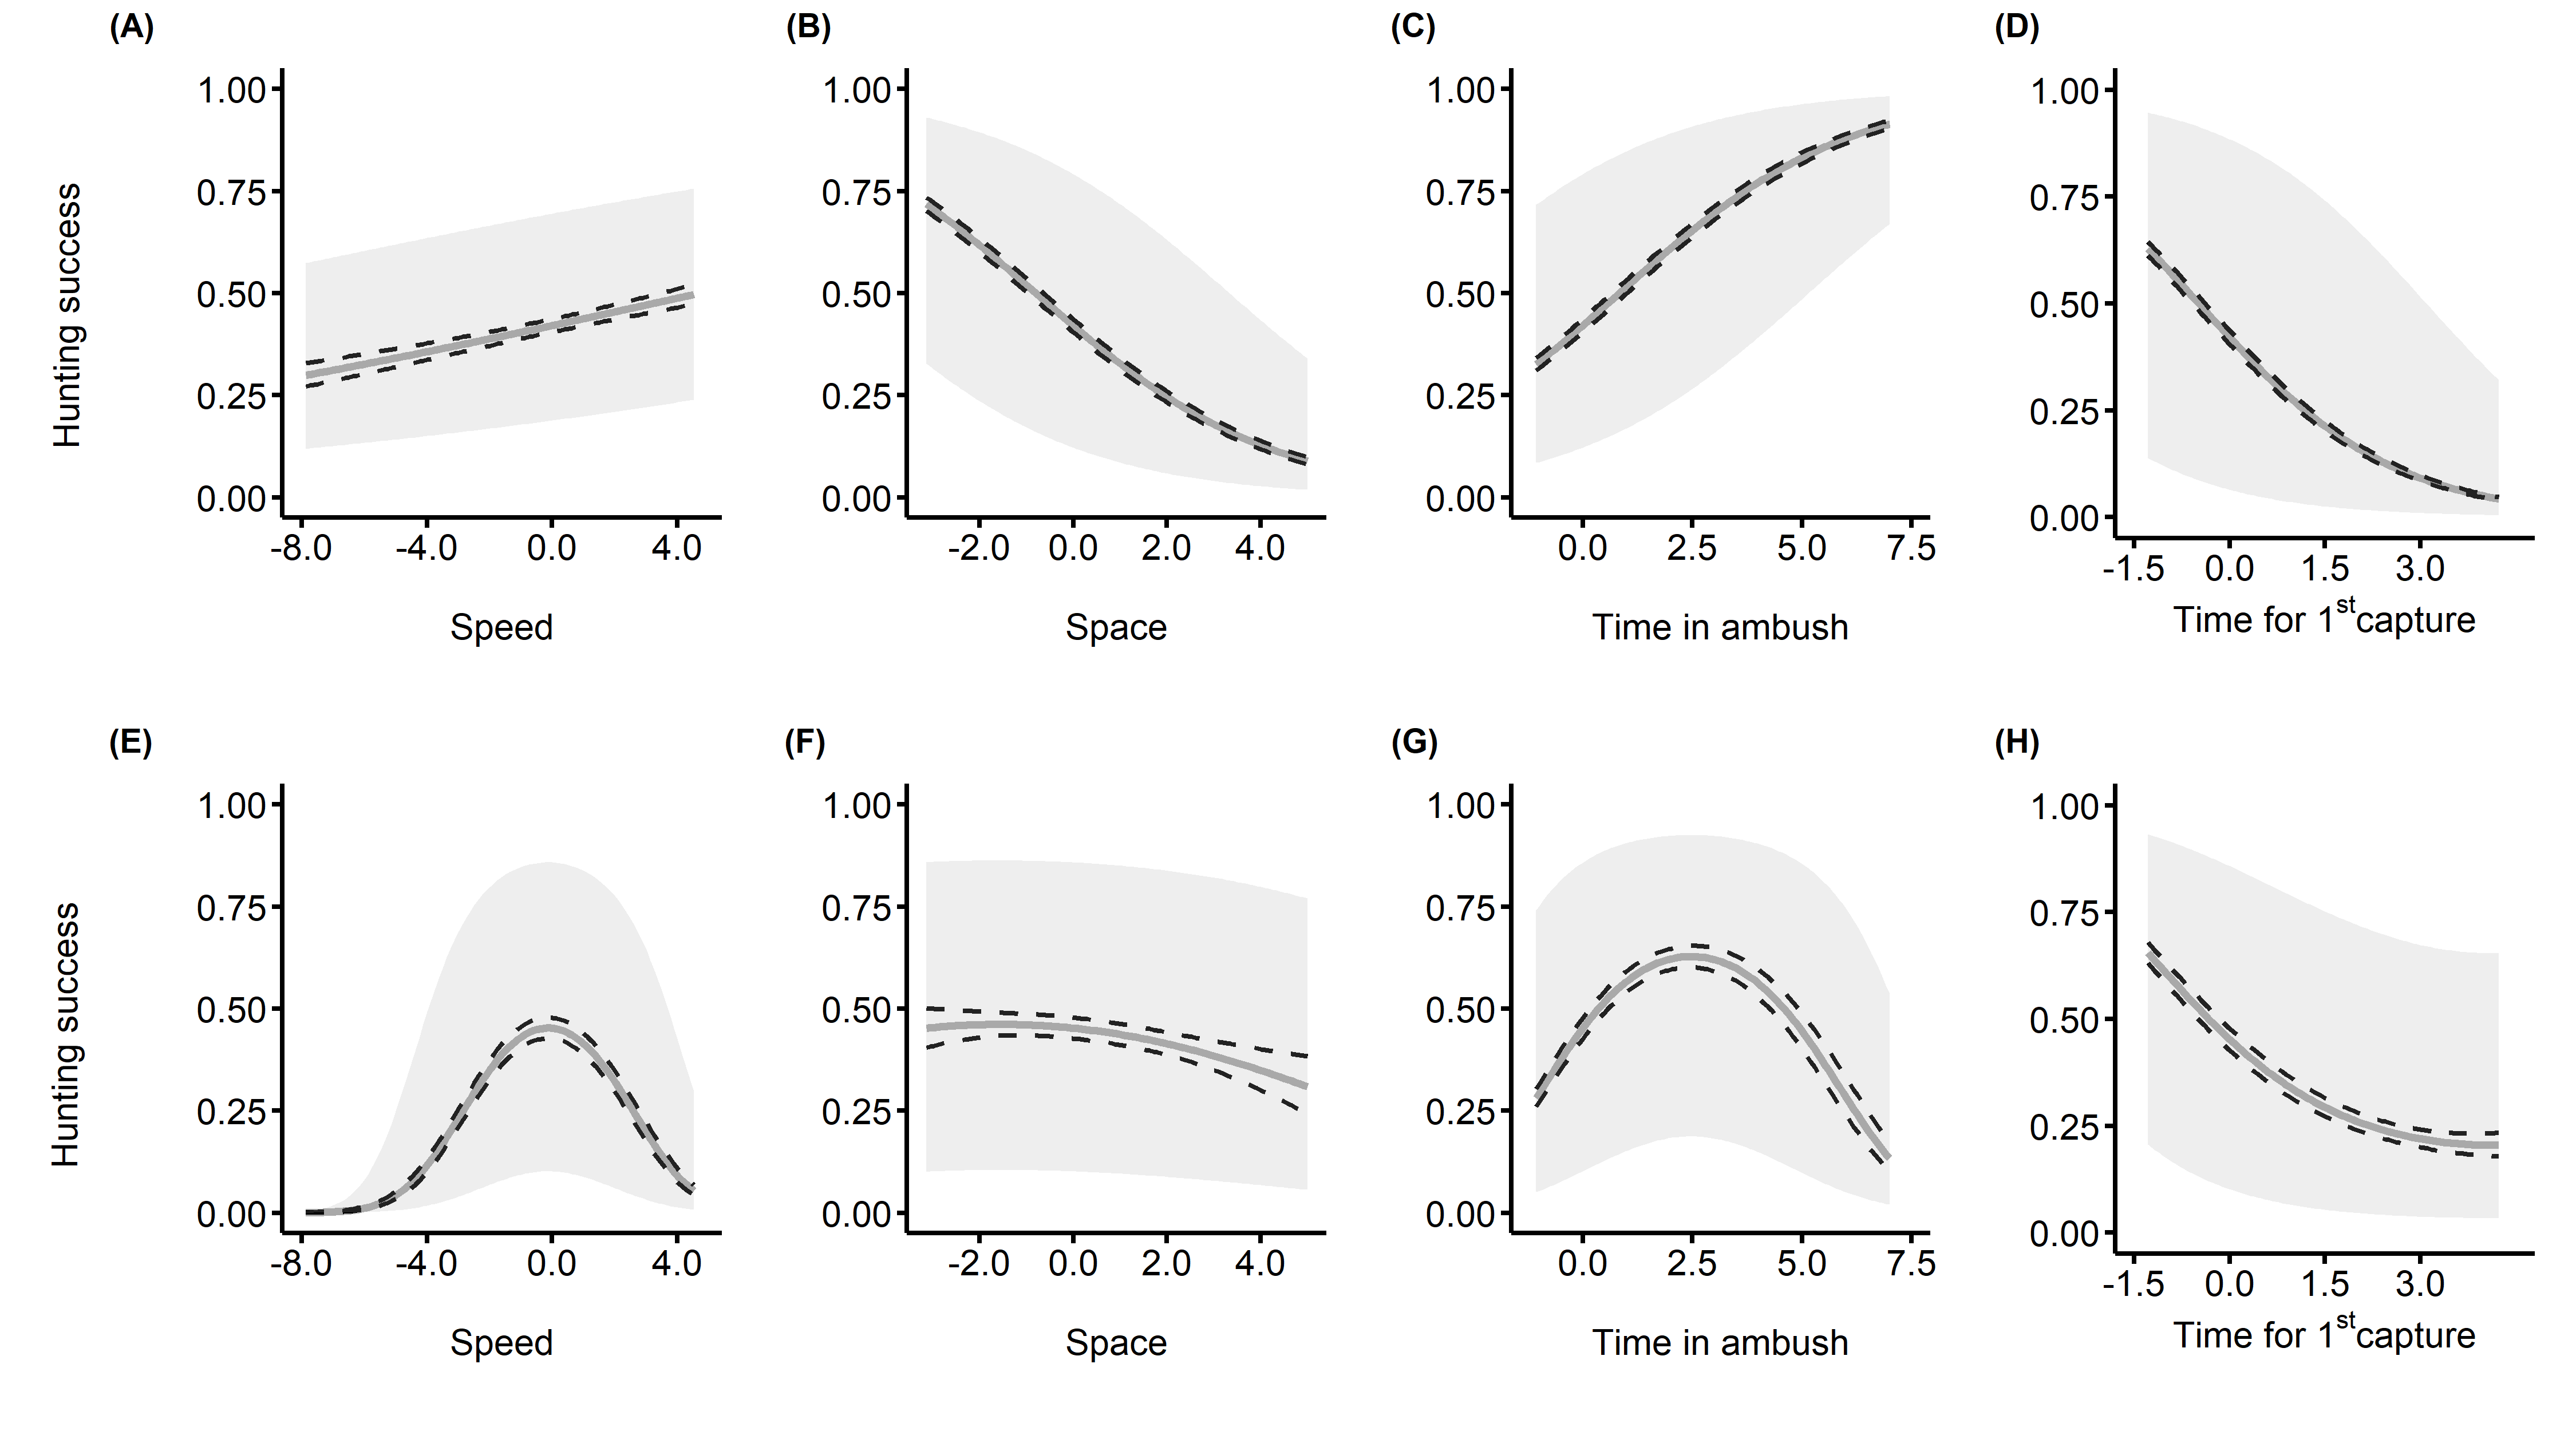 (A) (B) (C) (D)
Hunting success
1.00 1.00 1.00 1.00
0.75 0.75 0.75 0.75
0.50 0.50 0.50 0.50
0.25 0.25 0.25 0.25
0.00 0.00 0.00 0.00
-8.0 -4.0 0.0 4.0 -2.0 0.0 2.0 4.0 0.0 2.5 5.0 7.5 -1.5 0.0 1.5 3.0
Speed Space Time in ambush Time for 1st capture
(E) (F) (G) (H)
Hunting success
1.00 1.00 1.00 1.00
0.75 0.75 0.75 0.75
0.50 0.50 0.50 0.50
0.25 0.25 0.25 0.25
0.00 0.00 0.00 0.00
-8.0 -4.0 0.0 4.0 -2.0 0.0 2.0 4.0 0.0 2.5 5.0 7.5 -1.5 0.0 1.5 3.0
Speed Space Time in ambush Time for 1st capture